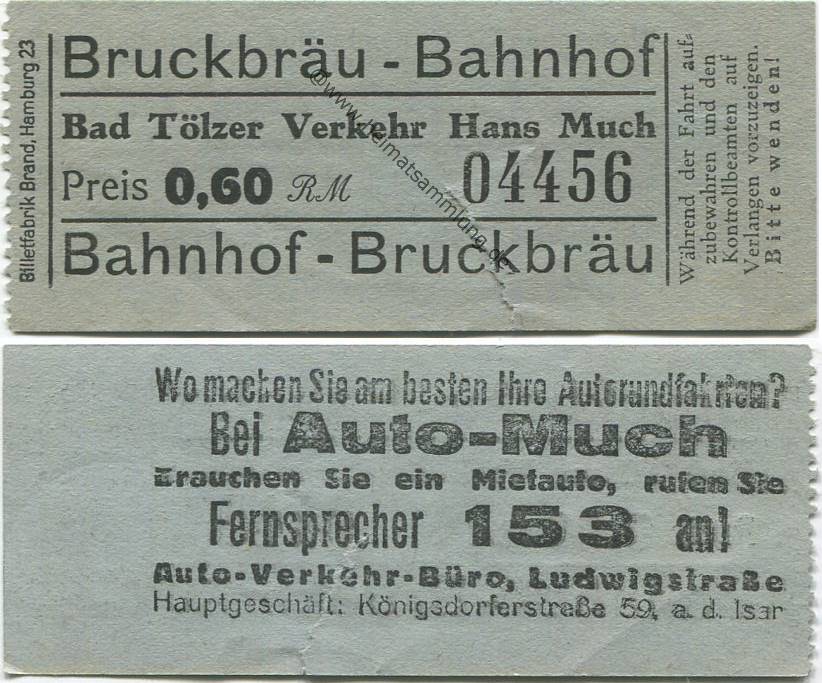 Billetfabrik Brand, Hamburg 23
Bruckbräu - Bahnhof
Bad Tölzer Verkehr Hans Much
Preis 0,60 RM 04456
Bahnhof - Bruckbräu
Während der Fahrt auf-
zubewahren und den
Kontrollbeamten auf
Verlangen vorzuzeigen.
Bitte wenden!
@www.heimatsammlung.de
Wo machen Sie am besten Ihre Autorundfahrten?
Bei Auto-Much
Brauchen Sie ein Mietauto, rufen Sie
Fernsprecher 153 an!
Auto-Verkehr-Büro, Ludwigstraße
Hauptgeschäft: Königsdorferstraße 59, a. d. Isar